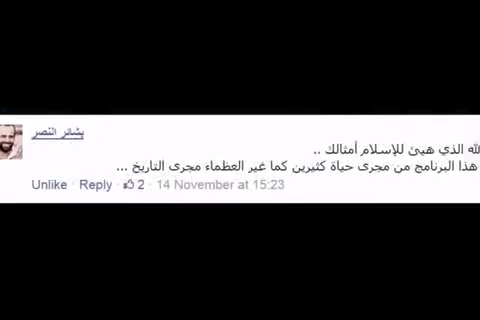 بشائر النصر
لله الذي هيئ للإسلام أمثالك ..
هذا البرنامج من مجرى حياة كثيرين كما غير العظماء مجرى التاريخ ...
Unlike · Reply · 2 · 14 November at 15:23